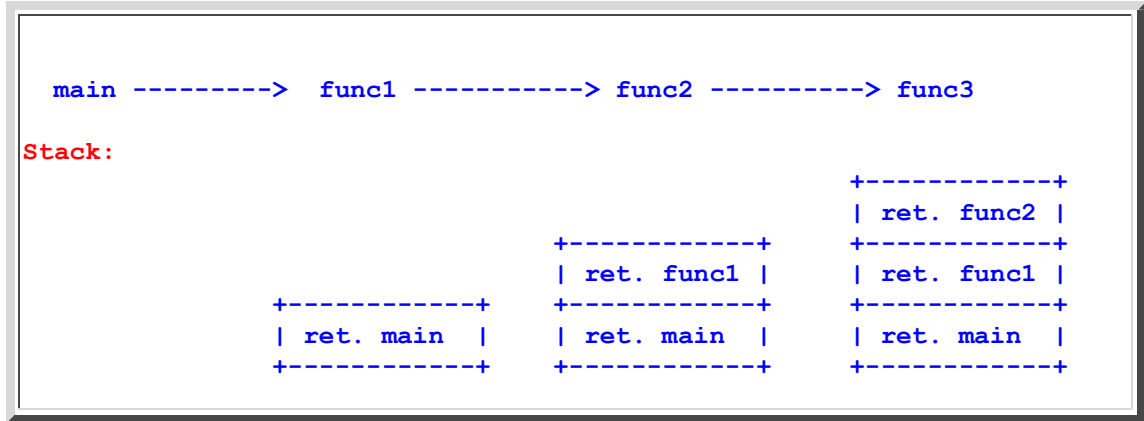 main ---------> func1 -----------> func2 ----------> func3
Stack:
+------------+
| ret. func2 |
+------------+ +------------+
| ret. func1 | | ret. func1 |
+------------+ +------------+ +------------+
| ret. main | | ret. main | | ret. main |
+------------+ +------------+ +------------+